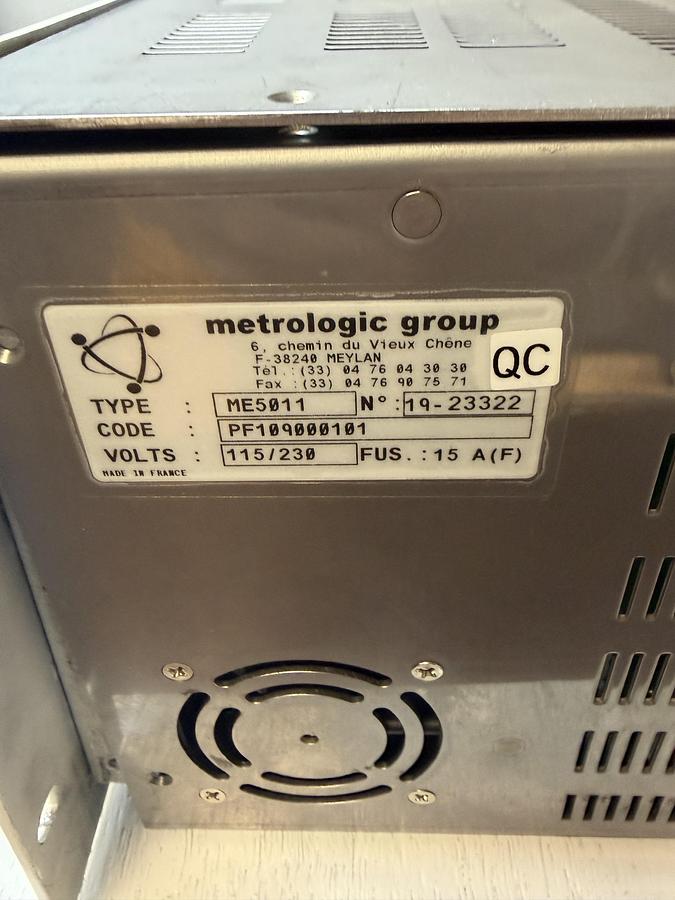 metrologic group
6, chemin du Vieux Chêne
F-38240 MEYLAN
Tél.:(33) 04 76 04 30 30
Fax :(33) 04 76 90 75 71
QC
TYPE : ME5011 N°:19-23322
CODE : PF109000101
VOLTS : 115/230 FUS.:15 A(F)
MADE IN FRANCE